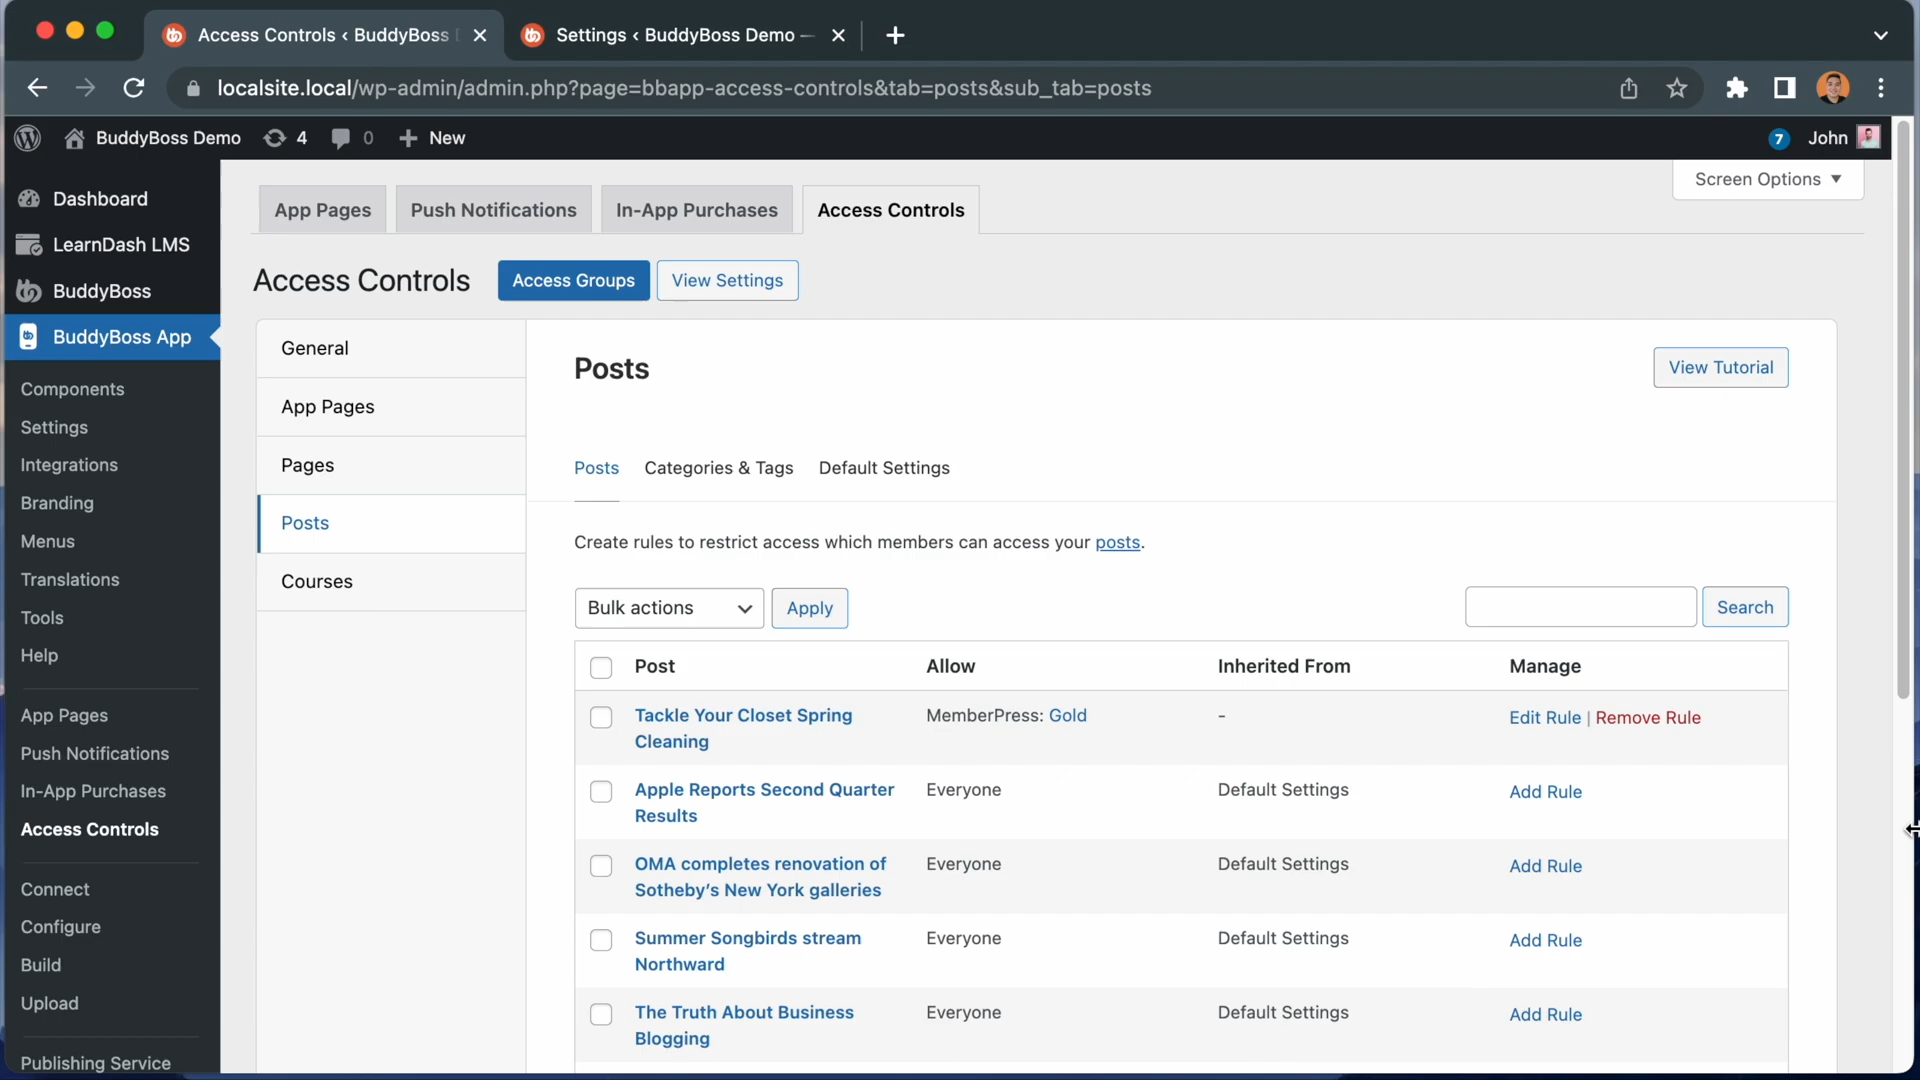 Access Controls ‹ BuddyBoss
Settings ‹ BuddyBoss Demo —
localsite.local/wp-admin/admin.php?page=bbapp-access-controls&tab=posts&sub_tab=posts
BuddyBoss Demo 4 0 New 7 John
Screen Options
Dashboard
LearnDash LMS
BuddyBoss
BuddyBoss App
Components
Settings
Integrations
Branding
Menus
Translations
Tools
Help
App Pages
Push Notifications
In-App Purchases
Access Controls
Connect
Configure
Build
Upload
Publishing Service
App Pages Push Notifications In-App Purchases Access Controls
Access Controls Access Groups View Settings
General
App Pages
Pages
Posts
Courses
Posts View Tutorial
Posts Categories & Tags Default Settings
Create rules to restrict access which members can access your posts.
Bulk actions Apply Search
Post Allow Inherited From Manage
Tackle Your Closet Spring MemberPress: Gold - Edit Rule | Remove Rule
Cleaning
Apple Reports Second Quarter Everyone Default Settings Add Rule
Results
OMA completes renovation of Everyone Default Settings Add Rule
Sotheby’s New York galleries
Summer Songbirds stream Everyone Default Settings Add Rule
Northward
The Truth About Business Everyone Default Settings Add Rule
Blogging